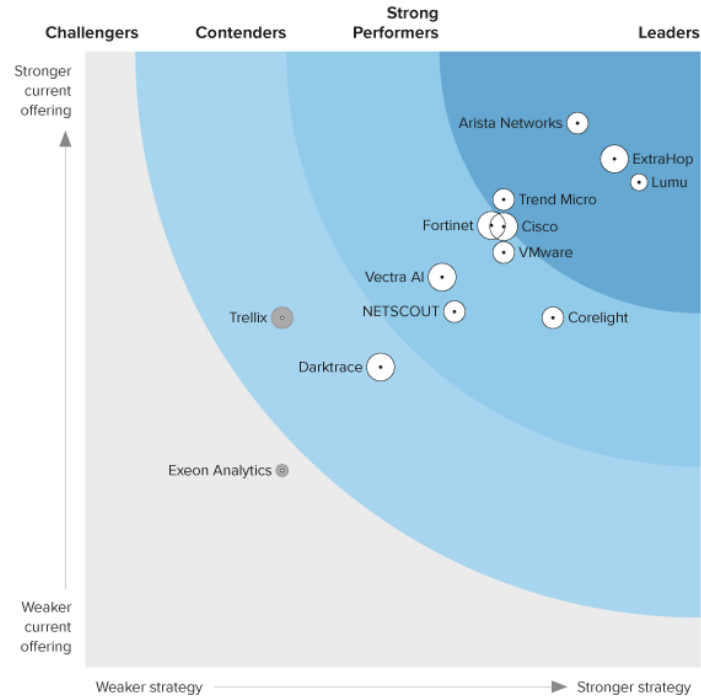 Challengers
Contenders
Strong
Performers
Leaders
Stronger
current
offering
Arista Networks
ExtraHop
Lumu
Trend Micro
Fortinet
Cisco
VMware
Vectra AI
NETSCOUT
Trellix
Corelight
Darktrace
Exeon Analytics
Weaker
current
offering
Weaker strategy
Stronger strategy